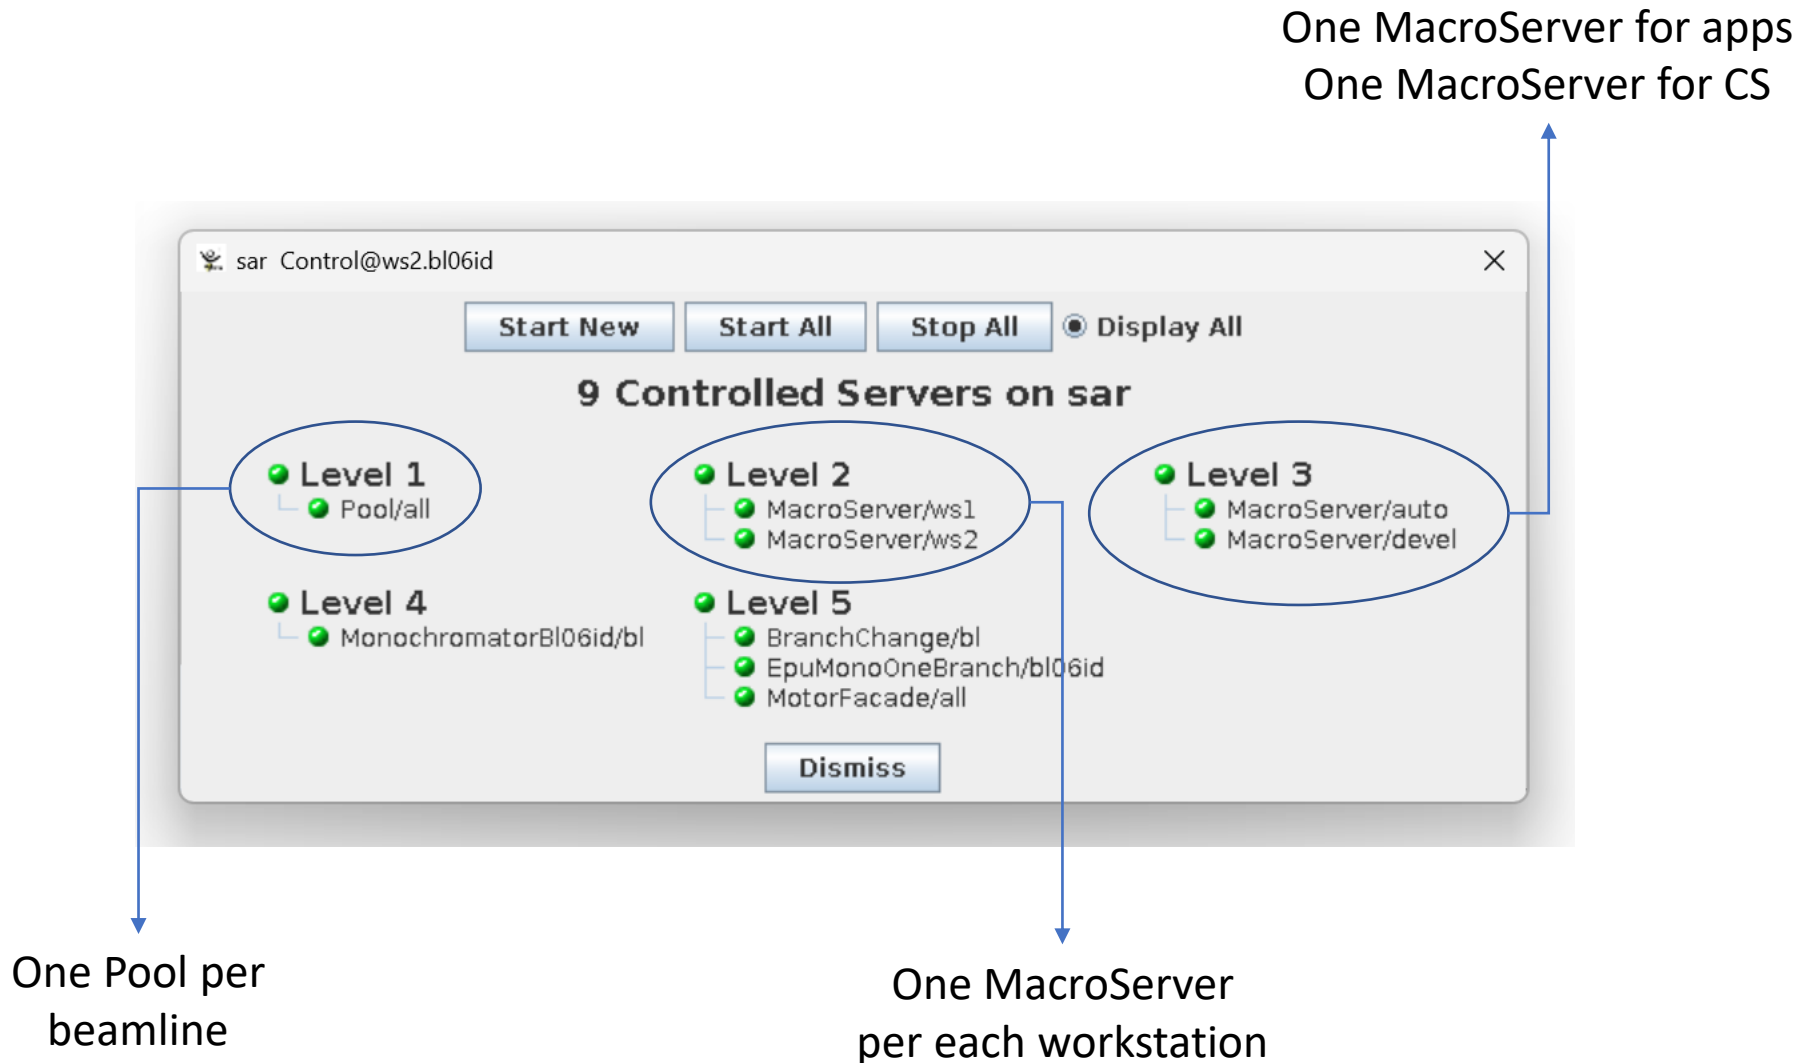 One MacroServer for apps
One MacroServer for CS
sar Control@ws2.bl06id
Start New Start All Stop All Display All
9 Controlled Servers on sar
Level 1
Pool/all
Level 2
MacroServer/ws1
MacroServer/ws2
Level 3
MacroServer/auto
MacroServer/devel
Level 4
MonochromatorBl06id/bl
Level 5
BranchChange/bl
EpuMonoOneBranch/bl06id
MotorFacade/all
Dismiss
One Pool per
beamline
One MacroServer
per each workstation